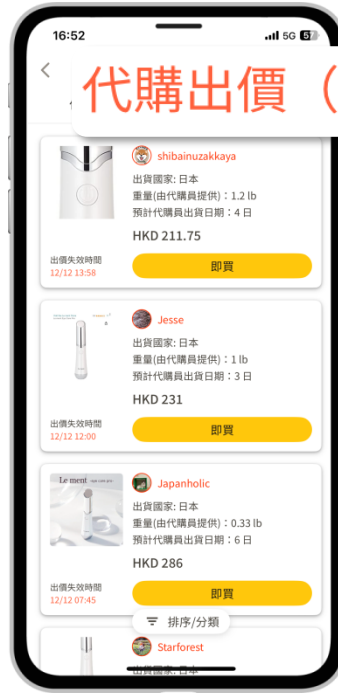 16:52
5G 57
代購出價（
shibainuzakkaya
出貨國家: 日本
重量(由代購員提供)：1.2 lb
預計代購員出貨日期：4 日
HKD 211.75
出價失效時間
12/12 13:58
即買
Jesse
出貨國家: 日本
重量(由代購員提供)：1 lb
預計代購員出貨日期：3 日
HKD 231
出價失效時間
12/12 12:00
即買
Le ment
Japanholic
出貨國家: 日本
重量(由代購員提供)：0.33 lb
預計代購員出貨日期：6 日
HKD 286
出價失效時間
12/12 07:45
即買
排序/分類
Starforest